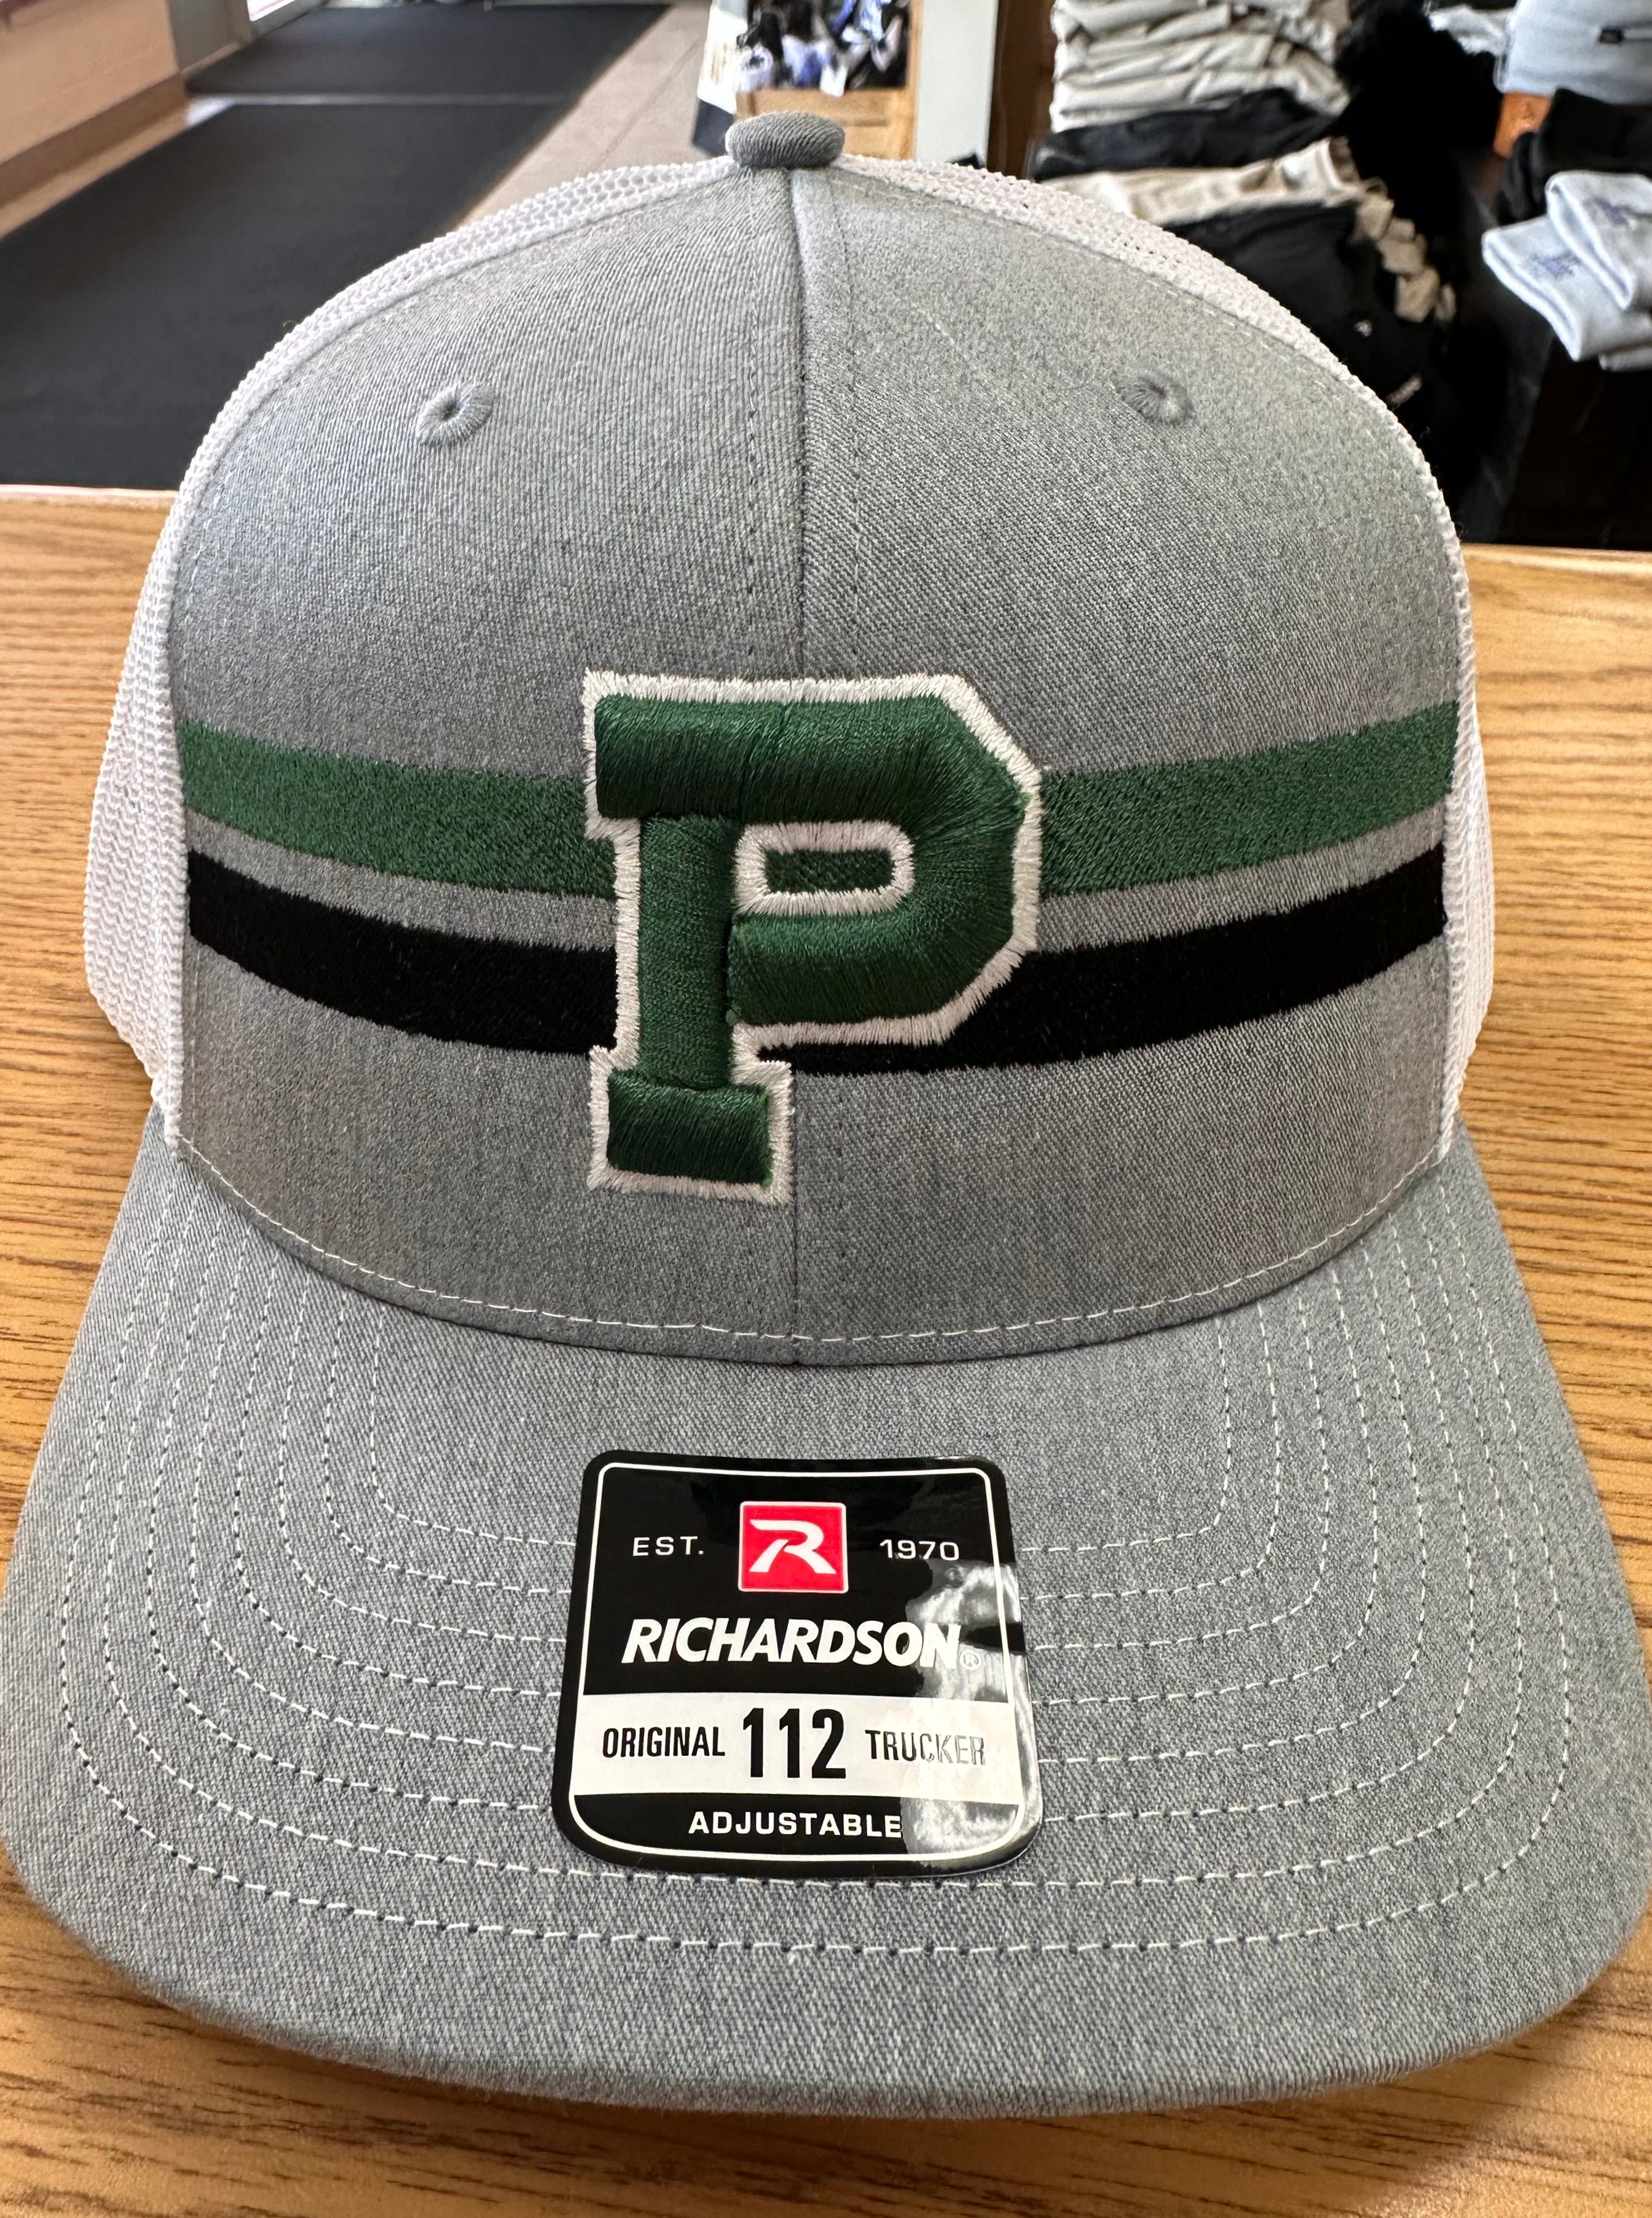 P
EST. R 1970
RICHARDSON®
ORIGINAL 112 TRUCKER
ADJUSTABLE